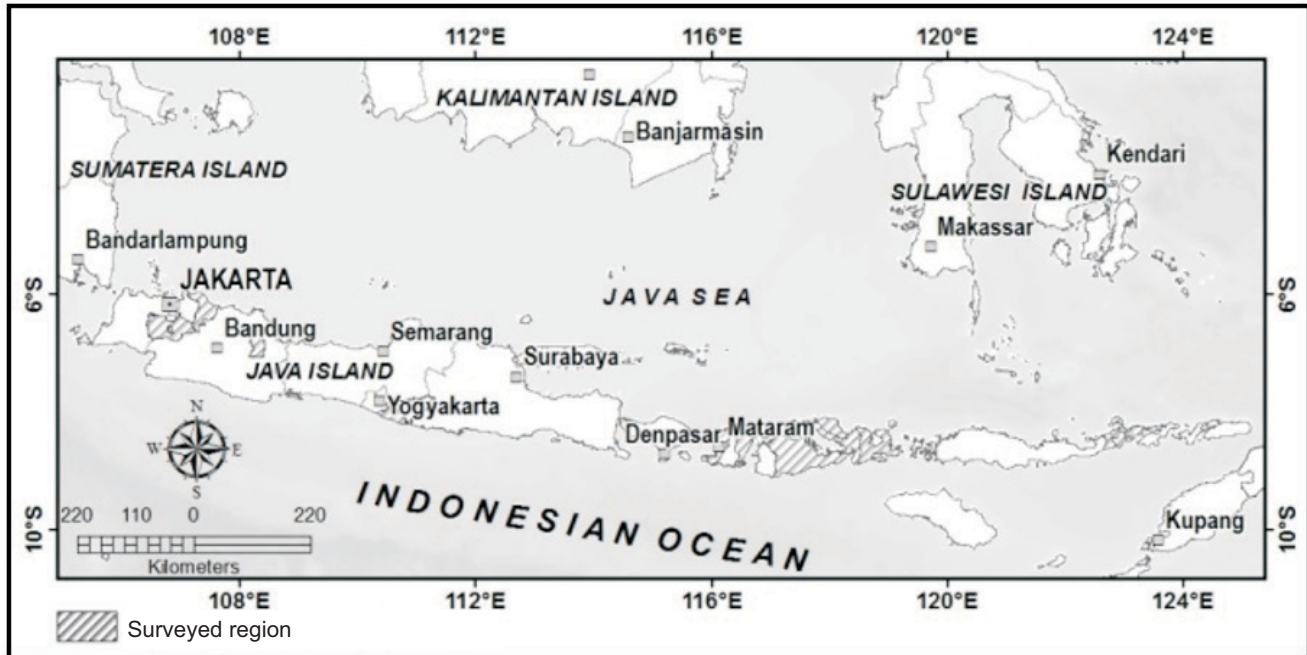 108°E 112°E 116°E 120°E 124°E
KALIMANTAN ISLAND
Banjarmasin
Kendari
SUMATERA ISLAND
SULAWESI ISLAND
Makassar
Bandarlampung
JAKARTA
JAVA SEA
6°S 6°S
Bandung
Semarang
Surabaya
JAVA ISLAND
Yogyakarta
Denpasar
Mataram
N
W E
S
INDONESIAN OCEAN
Kupang
220 110 0 220
Kilometers
10°S 10°S
108°E 112°E 116°E 120°E 124°E
Surveyed region